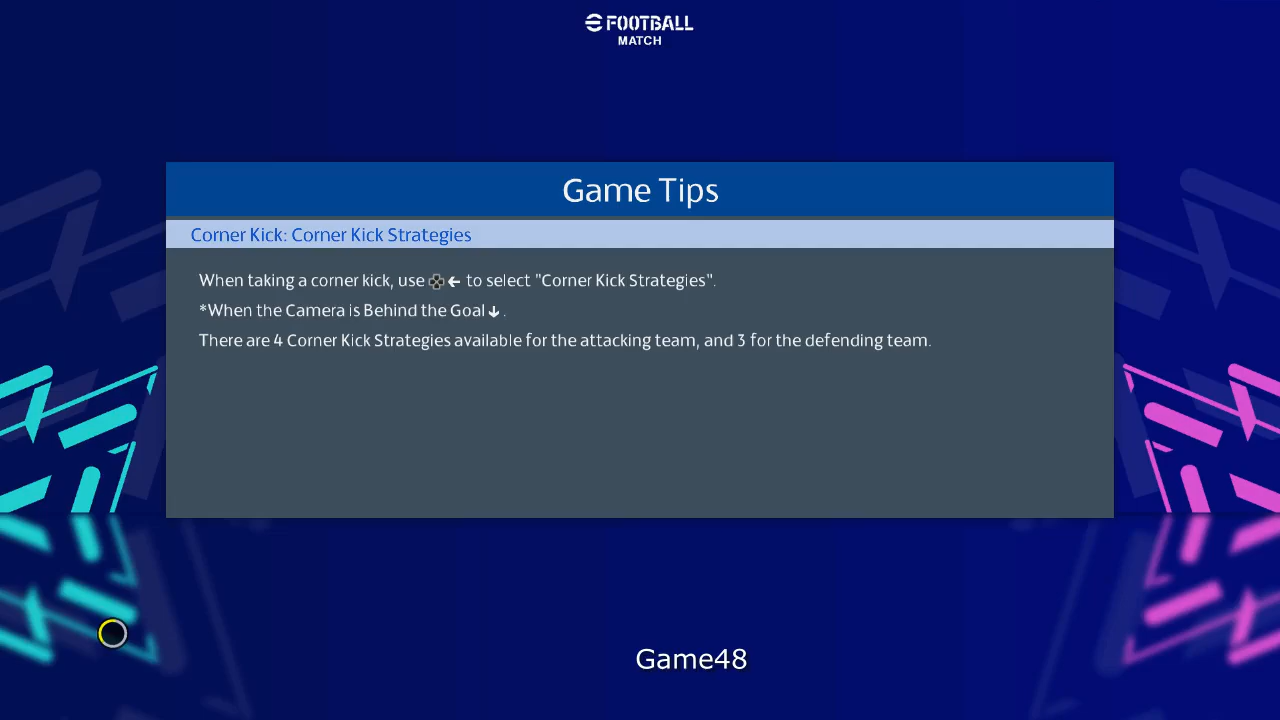 FOOTBALL
MATCH
Game Tips
Corner Kick: Corner Kick Strategies
When taking a corner kick, use ← to select "Corner Kick Strategies".
*When the Camera is Behind the Goal ↓ .
There are 4 Corner Kick Strategies available for the attacking team, and 3 for the defending team.
Game48